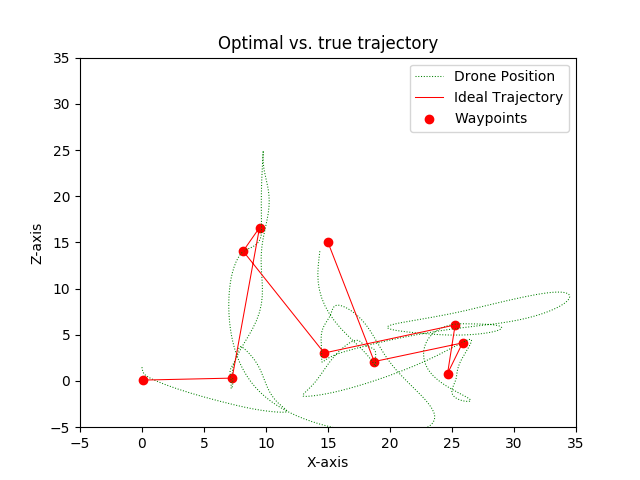 Optimal vs. true trajectory
Drone Position
Ideal Trajectory
Waypoints
Z-axis
35
30
25
20
15
10
5
0
−5
−5 0 5 10 15 20 25 30 35
X-axis